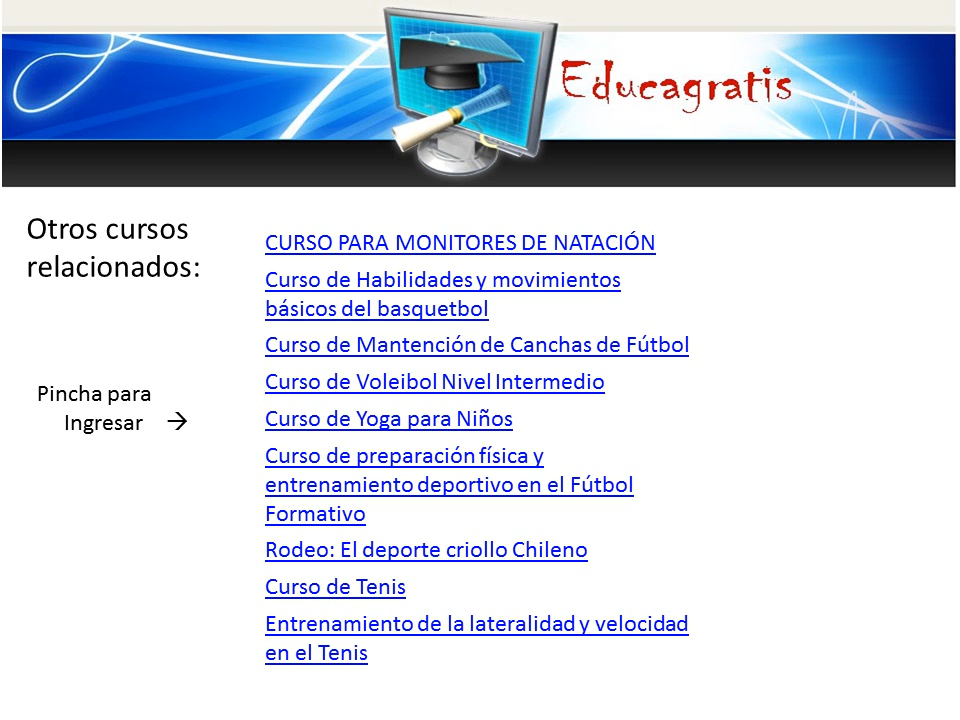 Educagratis
Otros cursos
relacionados:
Pincha para
Ingresar →
CURSO PARA MONITORES DE NATACIÓN
Curso de Habilidades y movimientos
básicos del basquetbol
Curso de Mantención de Canchas de Fútbol
Curso de Voleibol Nivel Intermedio
Curso de Yoga para Niños
Curso de preparación física y
entrenamiento deportivo en el Fútbol
Formativo
Rodeo: El deporte criollo Chileno
Curso de Tenis
Entrenamiento de la lateralidad y velocidad
en el Tenis